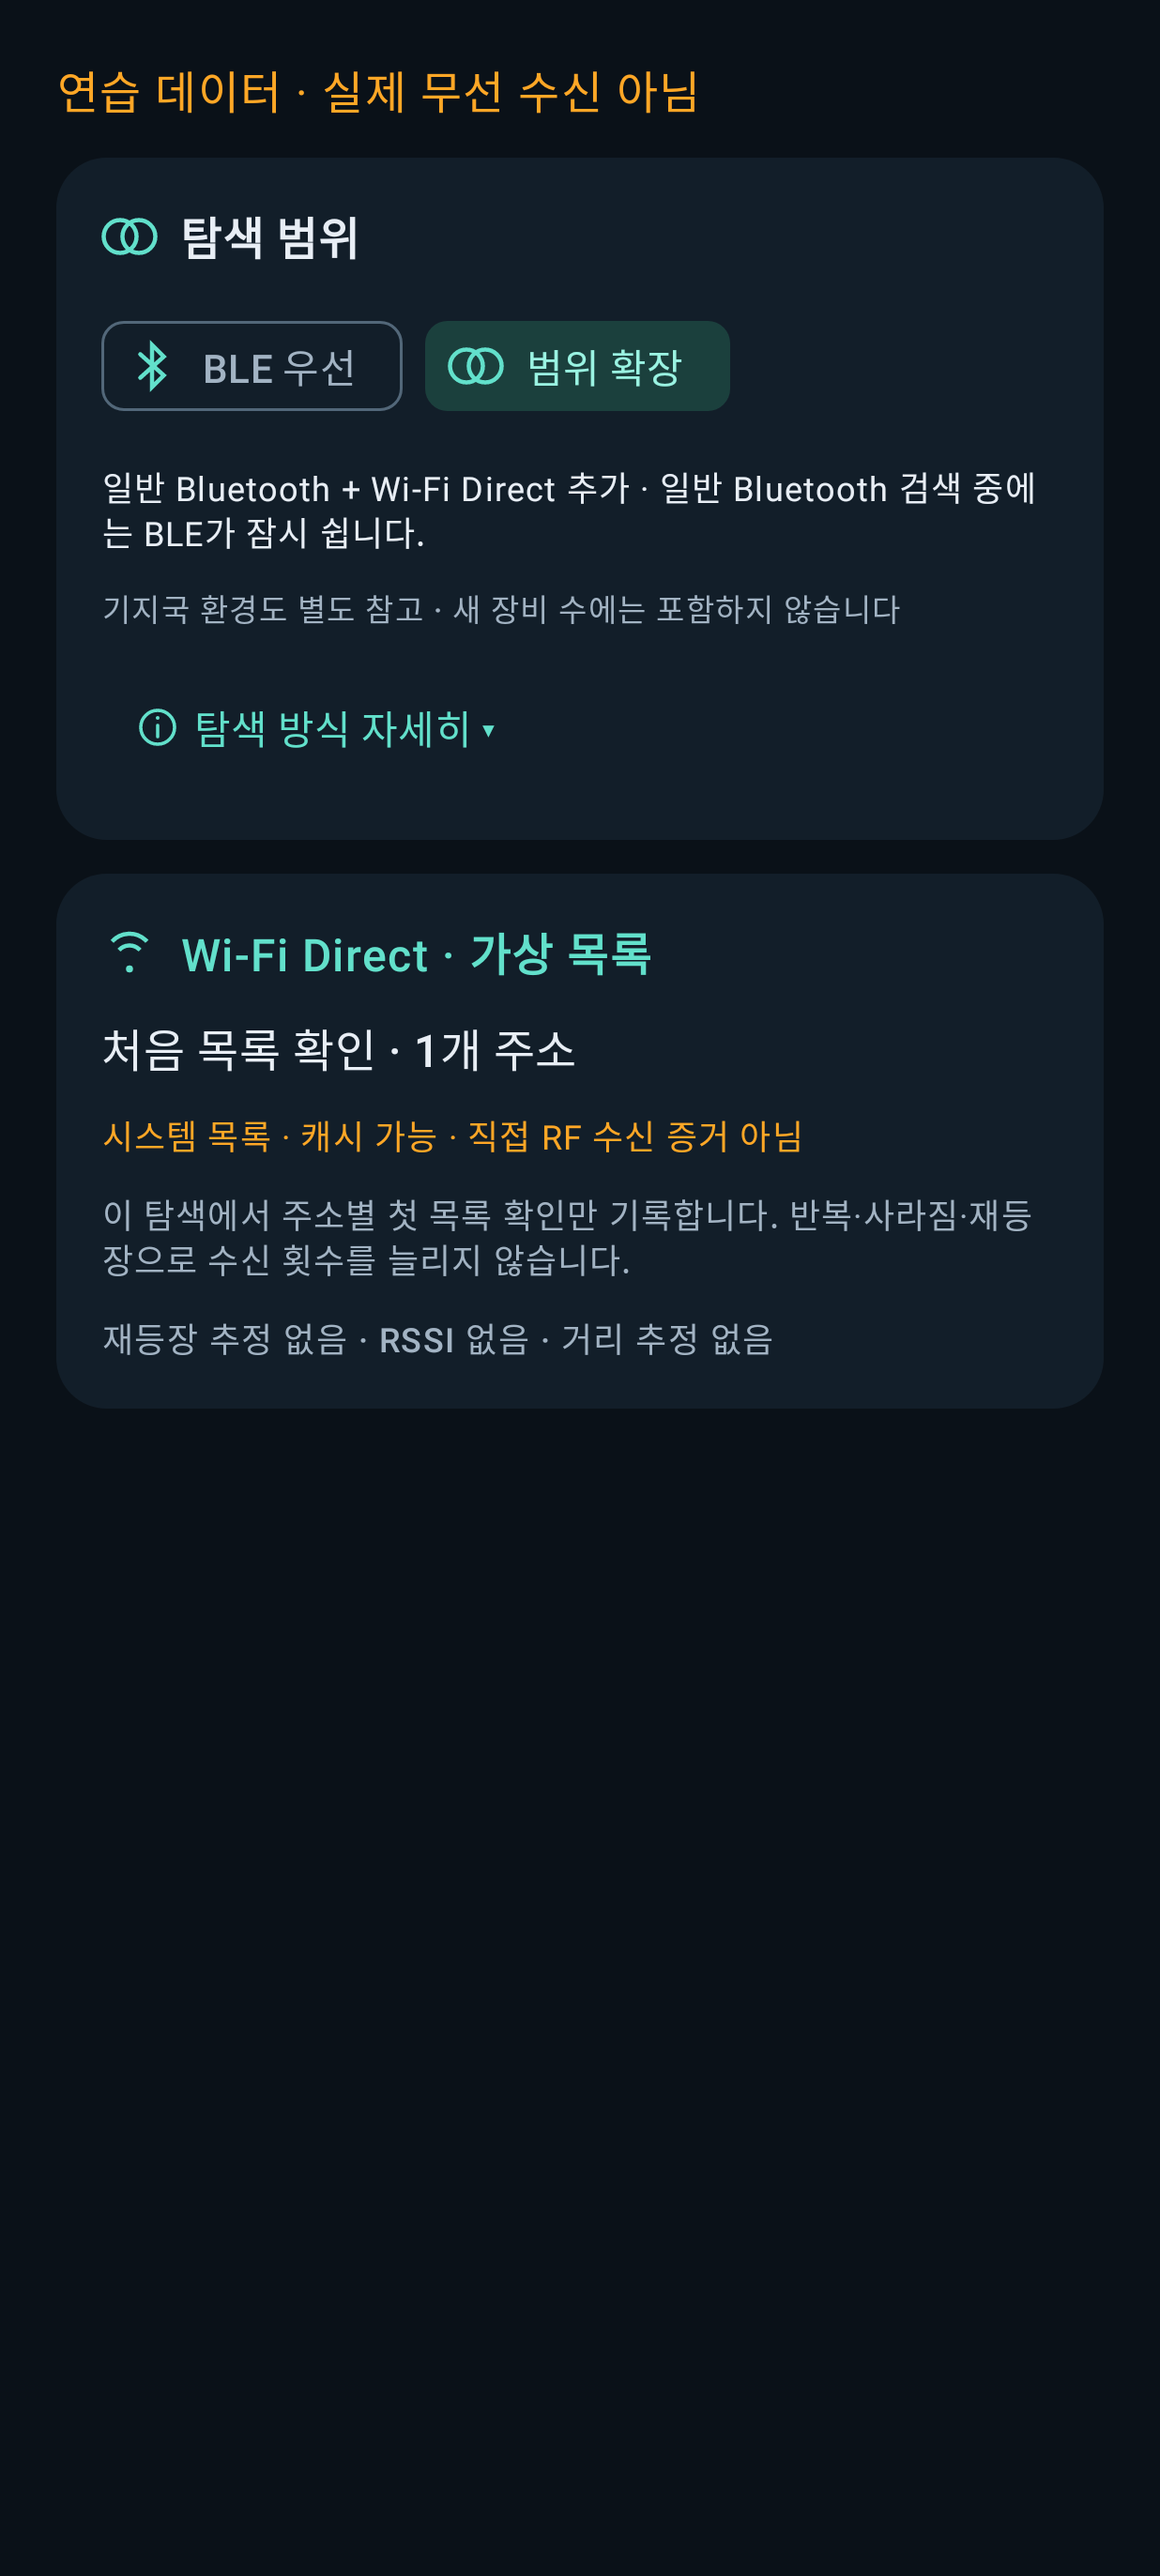 연습 데이터 · 실제 무선 수신 아님
탐색 범위
BLE 우선
범위 확장
일반 Bluetooth + Wi-Fi Direct 추가 · 일반 Bluetooth 검색 중에
는 BLE가 잠시 쉽니다.
기지국 환경도 별도 참고 · 새 장비 수에는 포함하지 않습니다
탐색 방식 자세히 ▾
Wi-Fi Direct · 가상 목록
처음 목록 확인 · 1개 주소
시스템 목록 · 캐시 가능 · 직접 RF 수신 증거 아님
이 탐색에서 주소별 첫 목록 확인만 기록합니다. 반복·사라짐·재등
장으로 수신 횟수를 늘리지 않습니다.
재등장 추정 없음 · RSSI 없음 · 거리 추정 없음